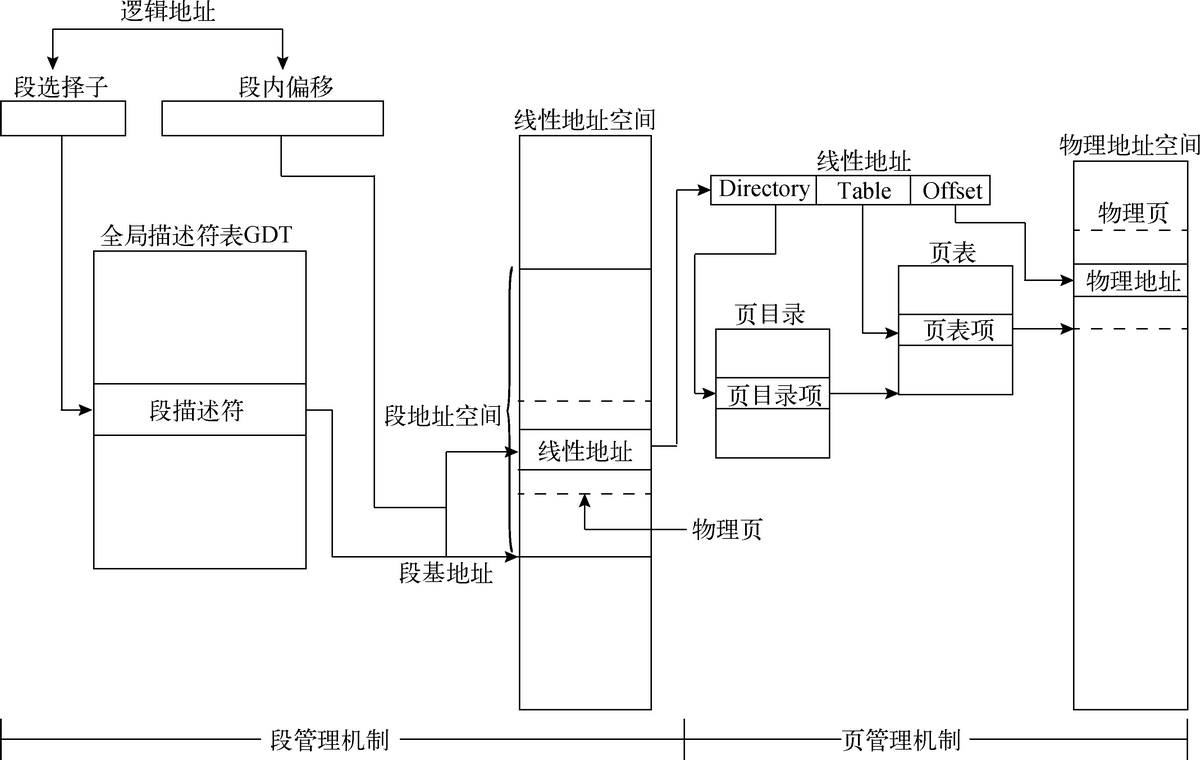 逻辑地址
段选择子
段内偏移
全局描述符表GDT
段描述符
段基地址
线性地址空间
段地址空间
线性地址
物理页
线性地址
Directory Table Offset
页目录
页目录项
页表
页表项
物理地址空间
物理页
物理地址
段管理机制
页管理机制